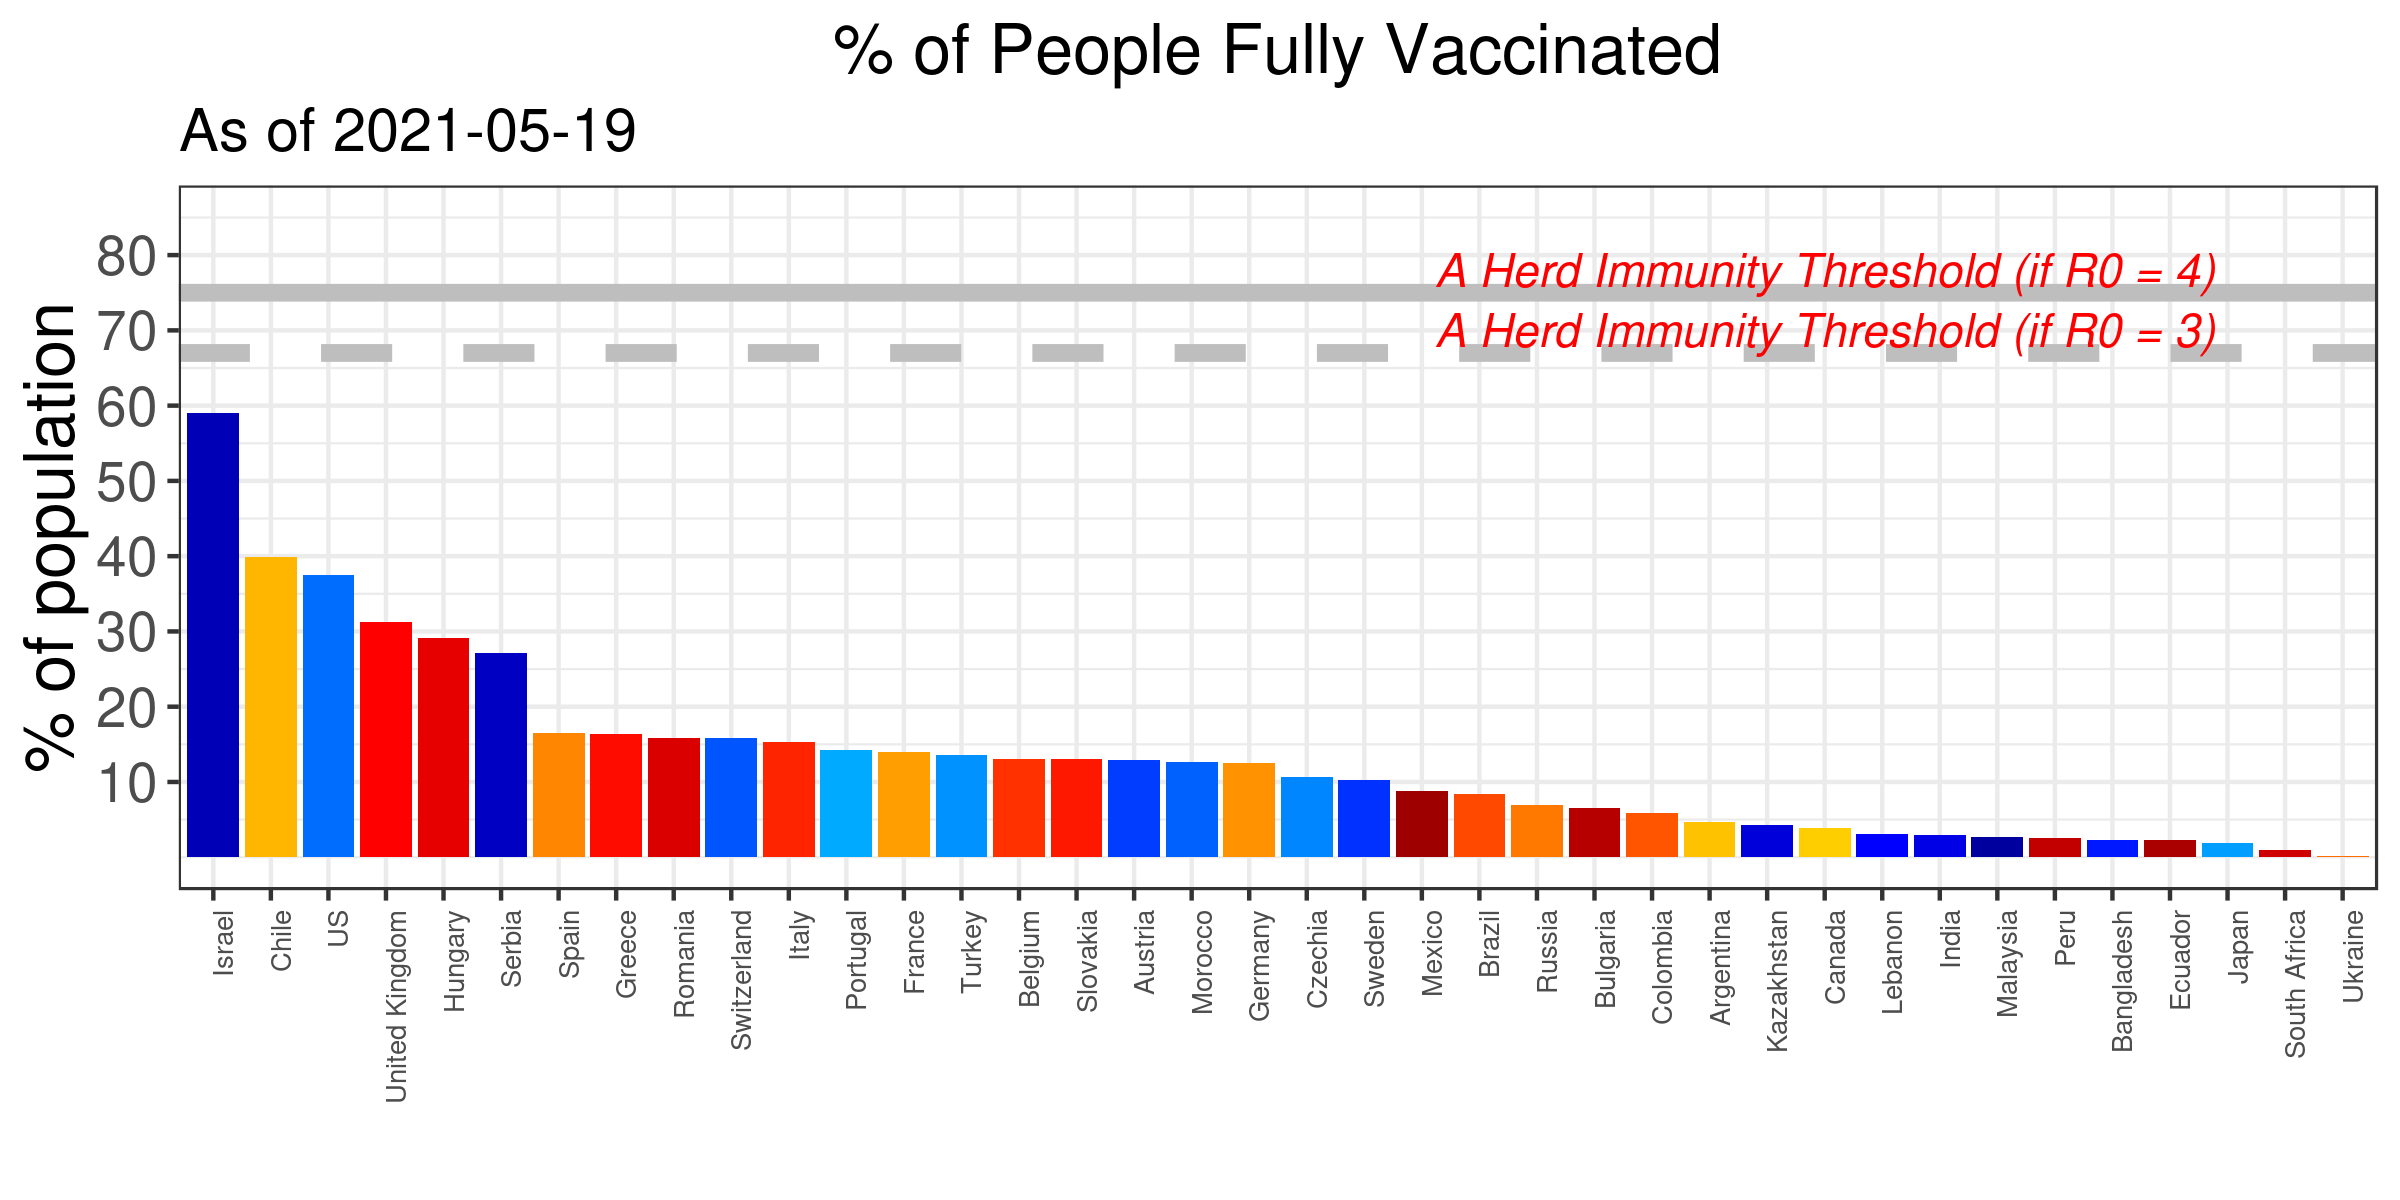 % of People Fully Vaccinated
As of 2021-05-19
% of population
80
70
60
50
40
30
20
10
A Herd Immunity Threshold (if R0 = 4)
A Herd Immunity Threshold (if R0 = 3)
Israel
Chile
US
United Kingdom
Hungary
Serbia
Spain
Greece
Romania
Switzerland
Italy
Portugal
France
Turkey
Belgium
Slovakia
Austria
Morocco
Germany
Czechia
Sweden
Mexico
Brazil
Russia
Bulgaria
Colombia
Argentina
Kazakhstan
Canada
Lebanon
India
Malaysia
Peru
Bangladesh
Ecuador
Japan
South Africa
Ukraine